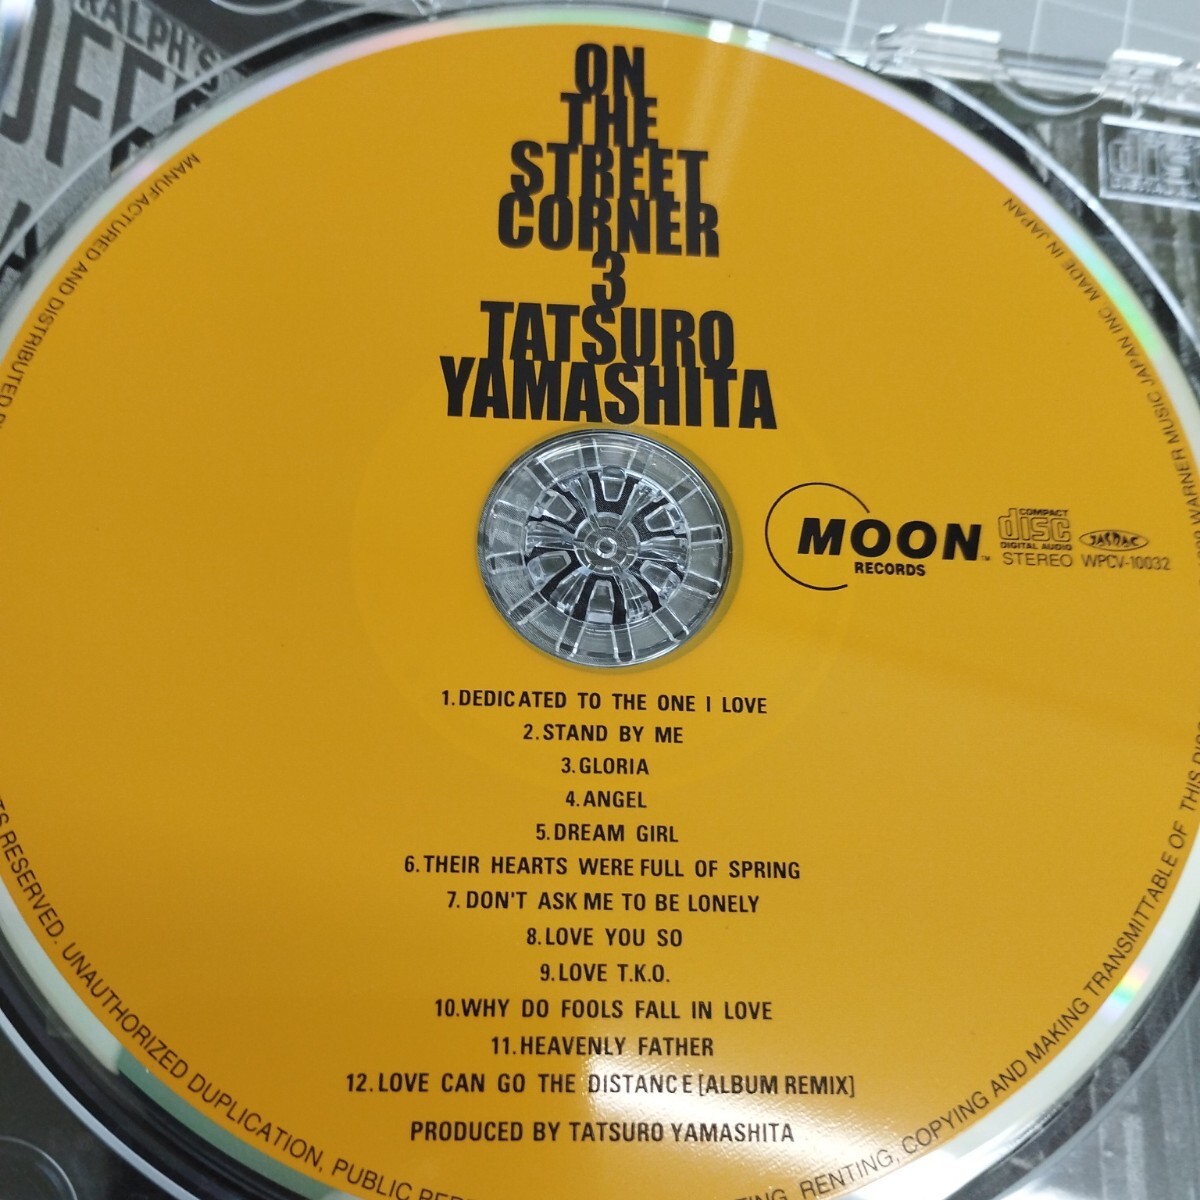 RALPH'S
ON
THE
STREET
CORNER
3
TATSURO
YAMASHITA
MOON
RECORDS
TM
COMPACT
disc
DIGITAL AUDIO
STEREO
JASRAC
WPCV-10032
1.DEDICATED TO THE ONE I LOVE
2.STAND BY ME
3.GLORIA
4.ANGEL
5.DREAM GIRL
6.THEIR HEARTS WERE FULL OF SPRING
7.DON'T ASK ME TO BE LONELY
8.LOVE YOU SO
9.LOVE T.K.O.
10.WHY DO FOOLS FALL IN LOVE
11.HEAVENLY FATHER
12.LOVE CAN GO THE DISTANCE[ALBUM REMIX]
PRODUCED BY TATSURO YAMASHITA
MANUFACTURED AND DISTRIBUTED
WARNER MUSIC JAPAN INC. MADE IN JAPAN
RESERVED. UNAUTHORIZED DUPLICATION, PUBLIC
RENTING, COPYING AND MAKING TRANSMITTABLE OF THIS
disc